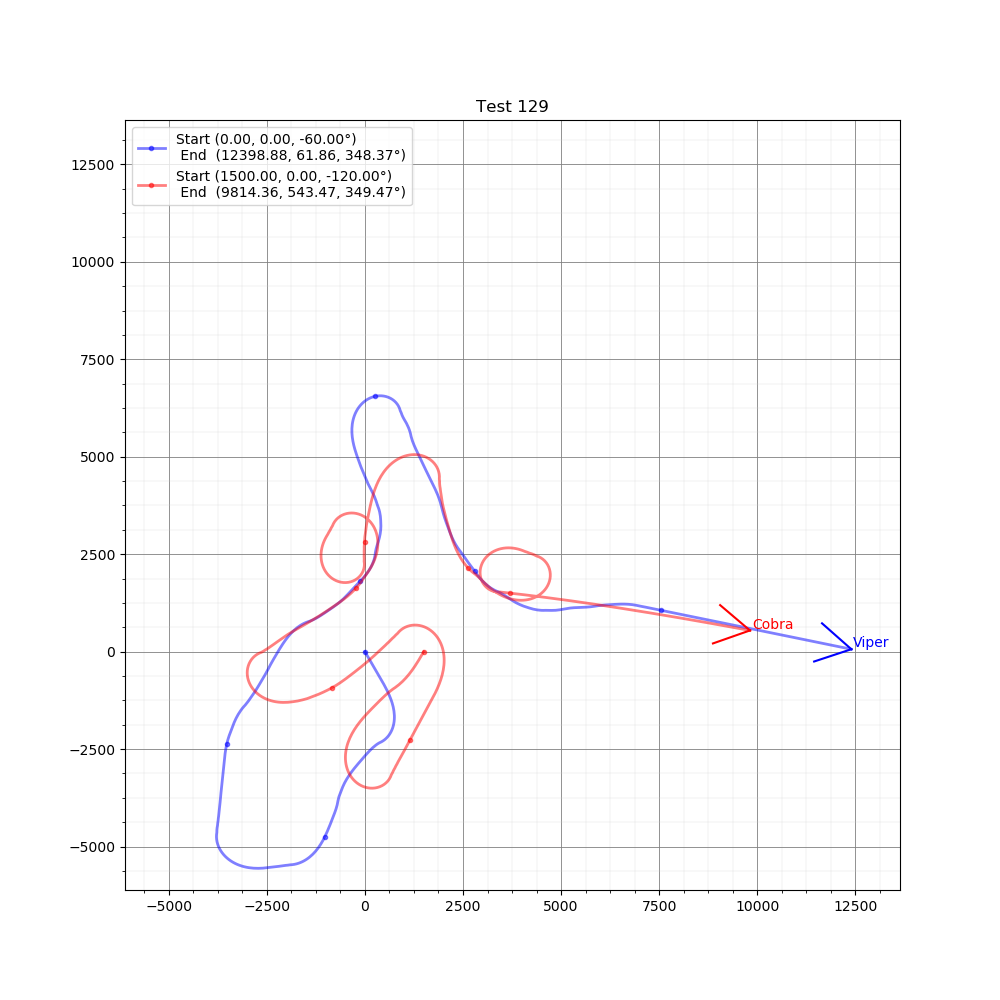 Test 129
Start (0.00, 0.00, -60.00°)
End (12398.88, 61.86, 348.37°)
Start (1500.00, 0.00, -120.00°)
End (9814.36, 543.47, 349.47°)
12500
10000
7500
5000
2500
0
−2500
−5000
Cobra
Viper
−5000 −2500 0 2500 5000 7500 10000 12500